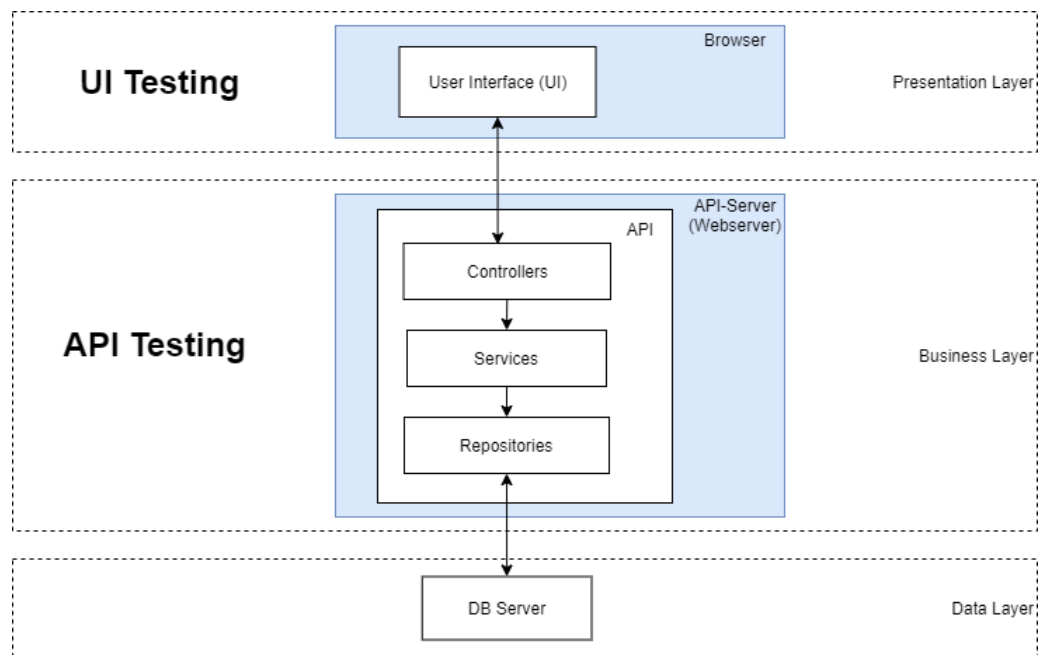 Browser
UI Testing
User Interface (UI)
Presentation Layer
API-Server
(Webserver)
API
Controllers
API Testing
Services
Business Layer
Repositories
DB Server
Data Layer